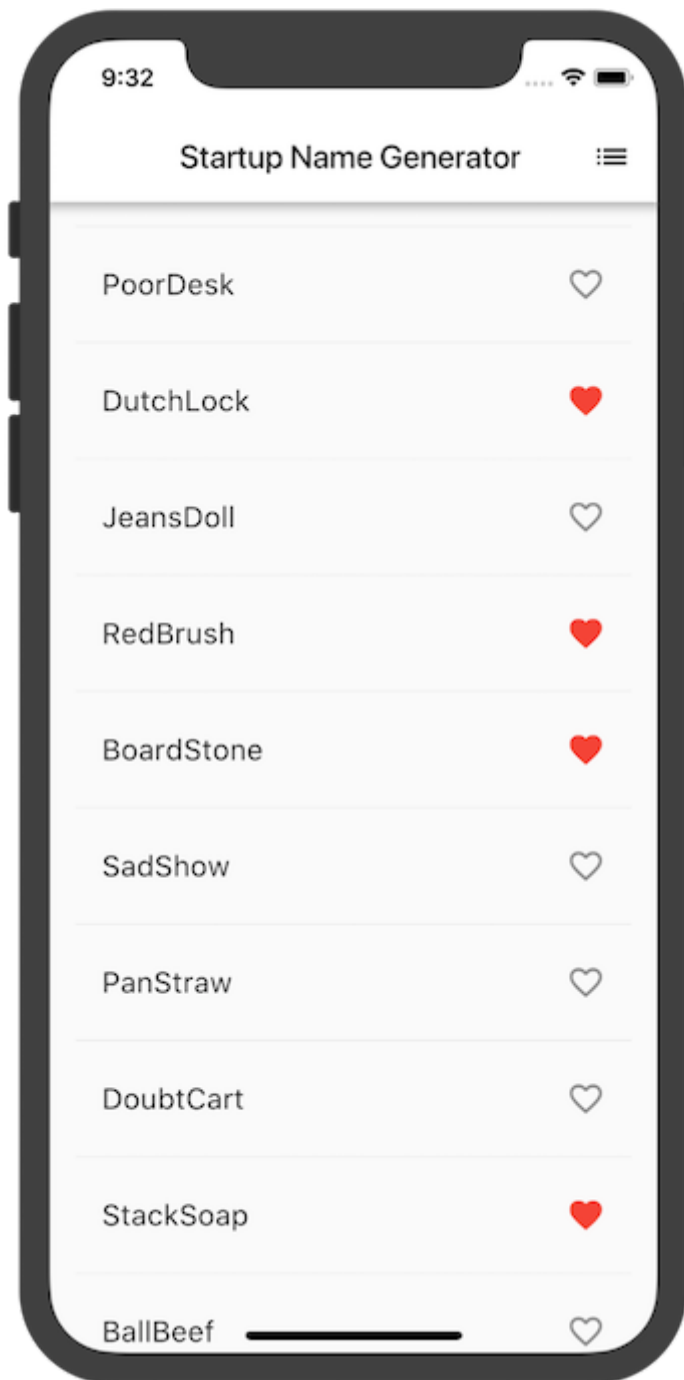 9:32
Startup Name Generator
PoorDesk
DutchLock
JeansDoll
RedBrush
BoardStone
SadShow
PanStraw
DoubtCart
StackSoap
BallBeef